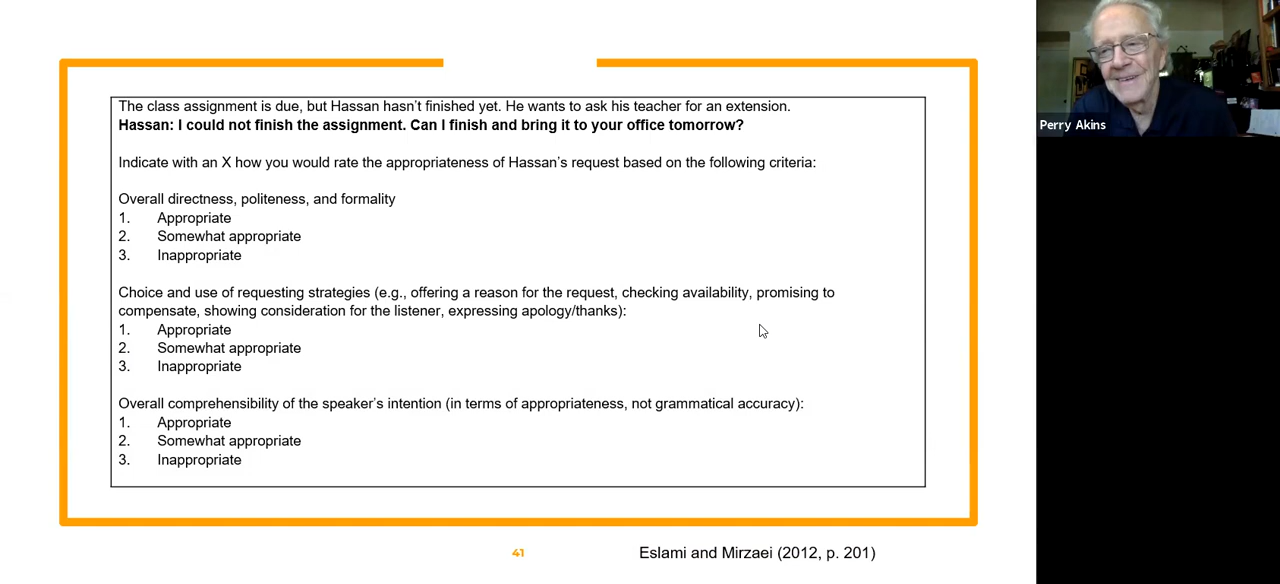 The class assignment is due, but Hassan hasn't finished yet. He wants to ask his teacher for an extension.
Hassan: I could not finish the assignment. Can I finish and bring it to your office tomorrow?
Indicate with an X how you would rate the appropriateness of Hassan's request based on the following criteria:
Overall directness, politeness, and formality
1. Appropriate
2. Somewhat appropriate
3. Inappropriate
Choice and use of requesting strategies (e.g., offering a reason for the request, checking availability, promising to
compensate, showing consideration for the listener, expressing apology/thanks):
1. Appropriate
2. Somewhat appropriate
3. Inappropriate
Overall comprehensibility of the speaker's intention (in terms of appropriateness, not grammatical accuracy):
1. Appropriate
2. Somewhat appropriate
3. Inappropriate
41
Eslami and Mirzaei (2012, p. 201)
Perry Akins